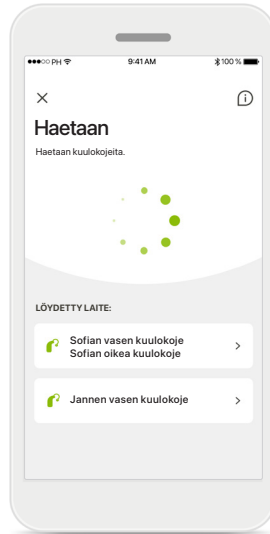 PH
9:41 AM
100 %
Haetaan
Haetaan kuulokojeita.
LÖYDETTY LAITE:
Sofian vasen kuulokoje
Sofian oikea kuulokoje
Jannen vasen kuulokoje